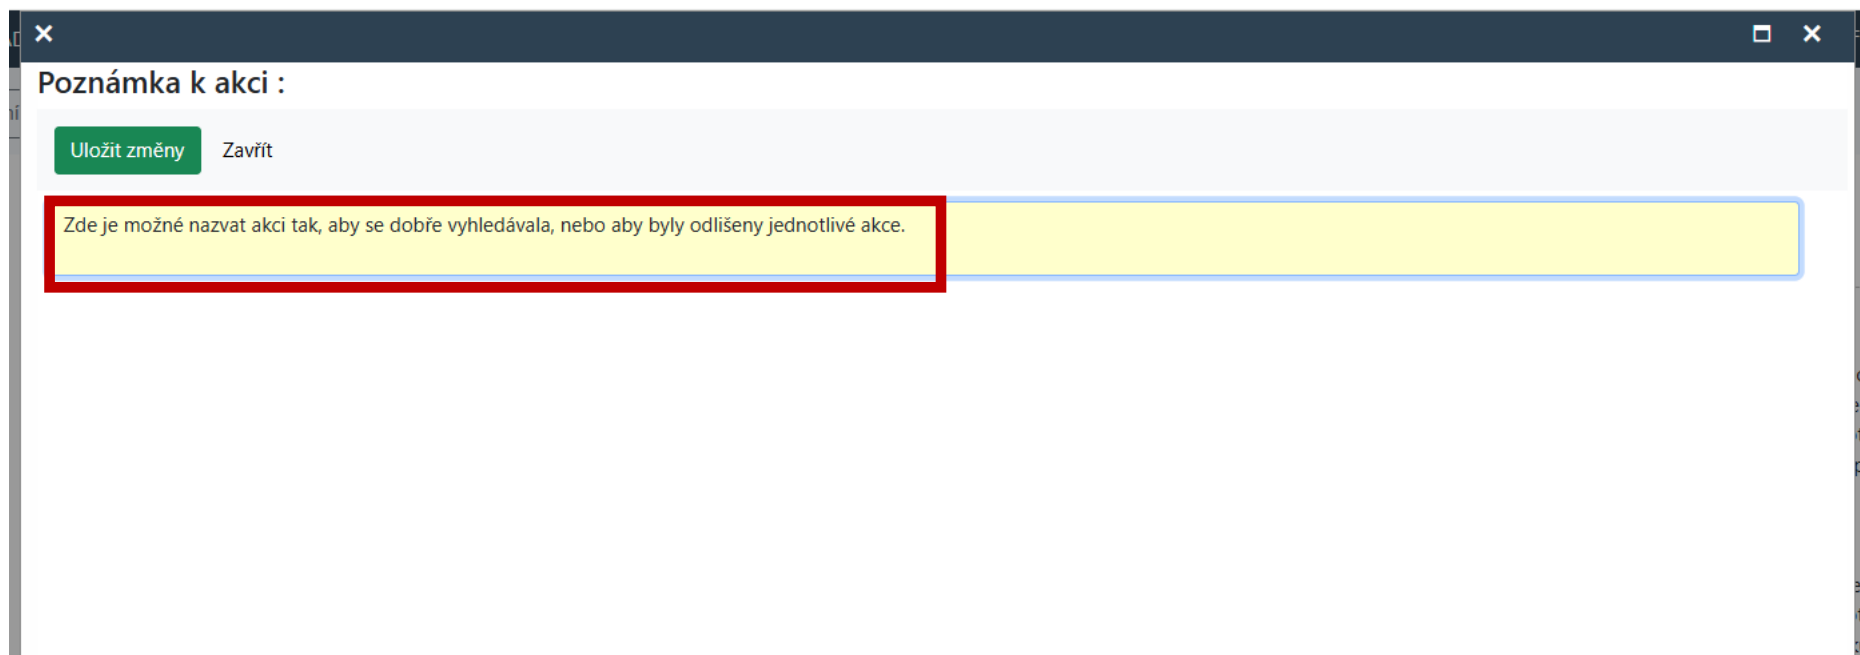 Poznámka k akci :
Uložit změny Zavřít
Zde je možné nazvat akci tak, aby se dobře vyhledávala, nebo aby byly odlišeny jednotlivé akce.